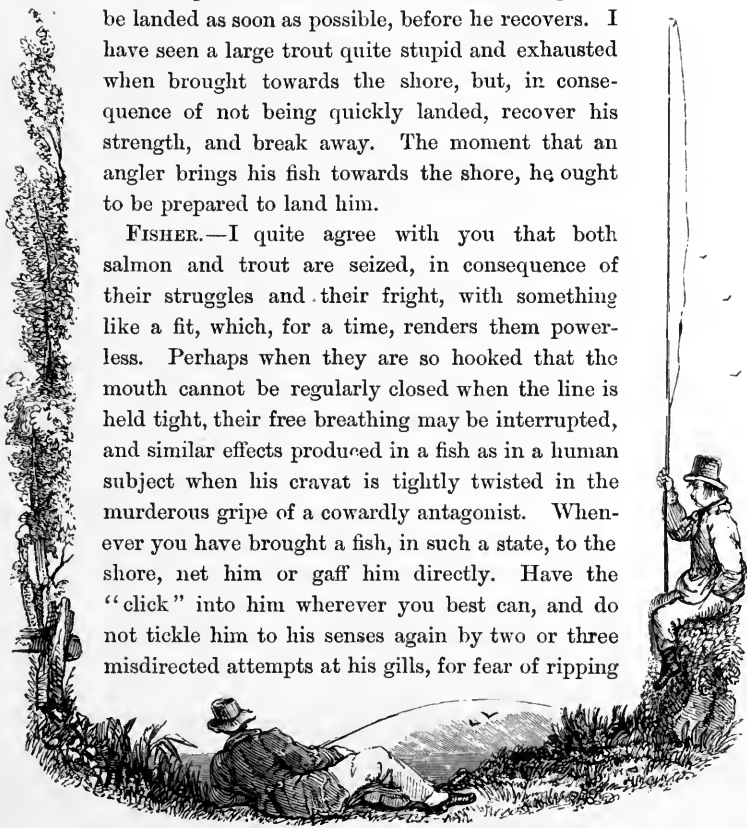 be landed as soon as possible, before he recovers. I
have seen a large trout quite stupid and exhausted
when brought towards the shore, but, in conse-
quence of not being quickly landed, recover his
strength, and break away. The moment that an
angler brings his fish towards the shore, he ought
to be prepared to land him.
FISHER.—I quite agree with you that both
salmon and trout are seized, in consequence of
their struggles and their fright, with something
like a fit, which, for a time, renders them power-
less. Perhaps when they are so hooked that the
mouth cannot be regularly closed when the line is
held tight, their free breathing may be interrupted,
and similar effects produced in a fish as in a human
subject when his cravat is tightly twisted in the
murderous gripe of a cowardly antagonist. When-
ever you have brought a fish, in such a state, to the
shore, net him or gaff him directly. Have the
“click” into him wherever you best can, and do
not tickle him to his senses again by two or three
misdirected attempts at his gills, for fear of ripping